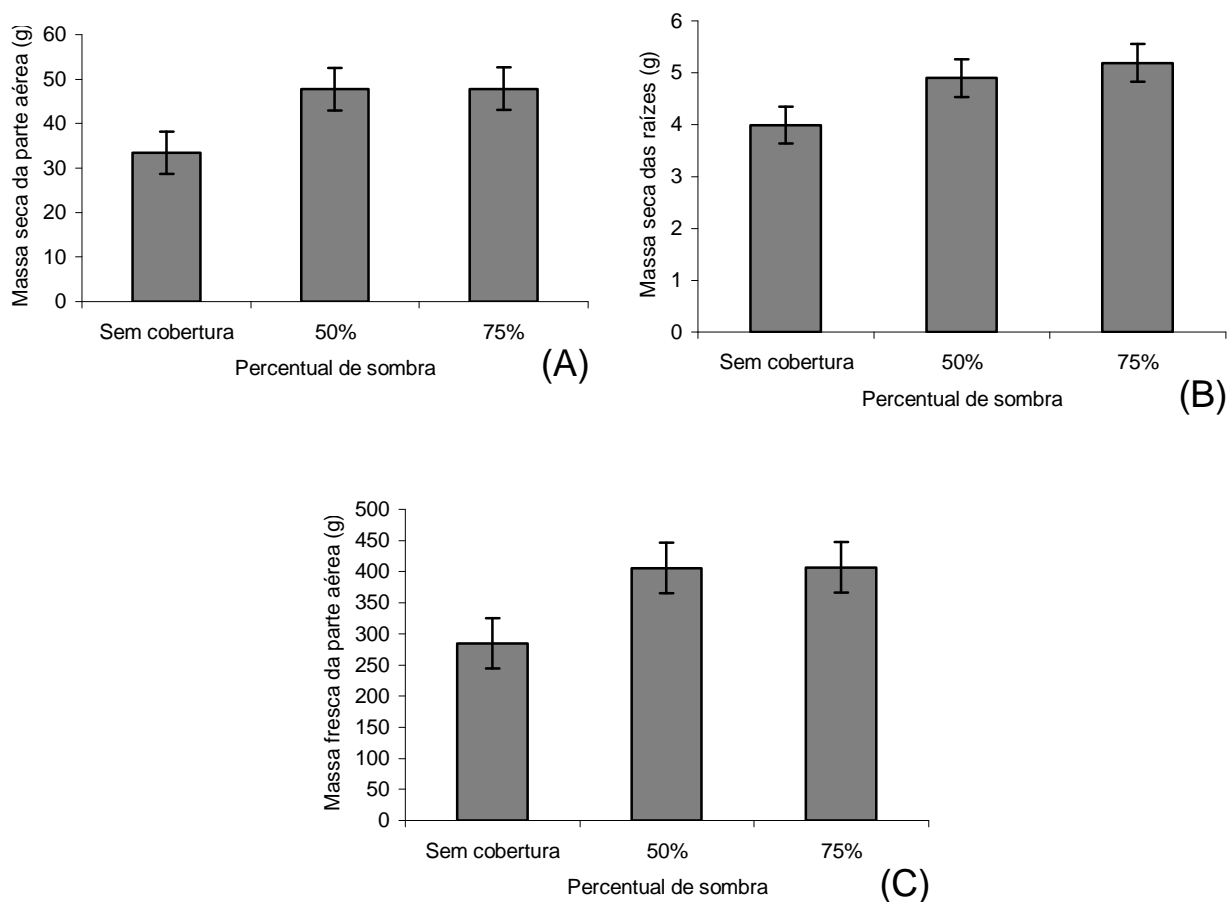 Massa seca da parte aérea (g)
60
50
40
30
20
10
0
Sem cobertura 50% 75%
Percentual de sombra
(A)
Massa seca das raízes (g)
6
5
4
3
2
1
0
Sem cobertura 50% 75%
Percentual de sombra
(B)
Massa fresca da parte aérea (g)
500
450
400
350
300
250
200
150
100
50
0
Sem cobertura 50% 75%
Percentual de sombra
(C)